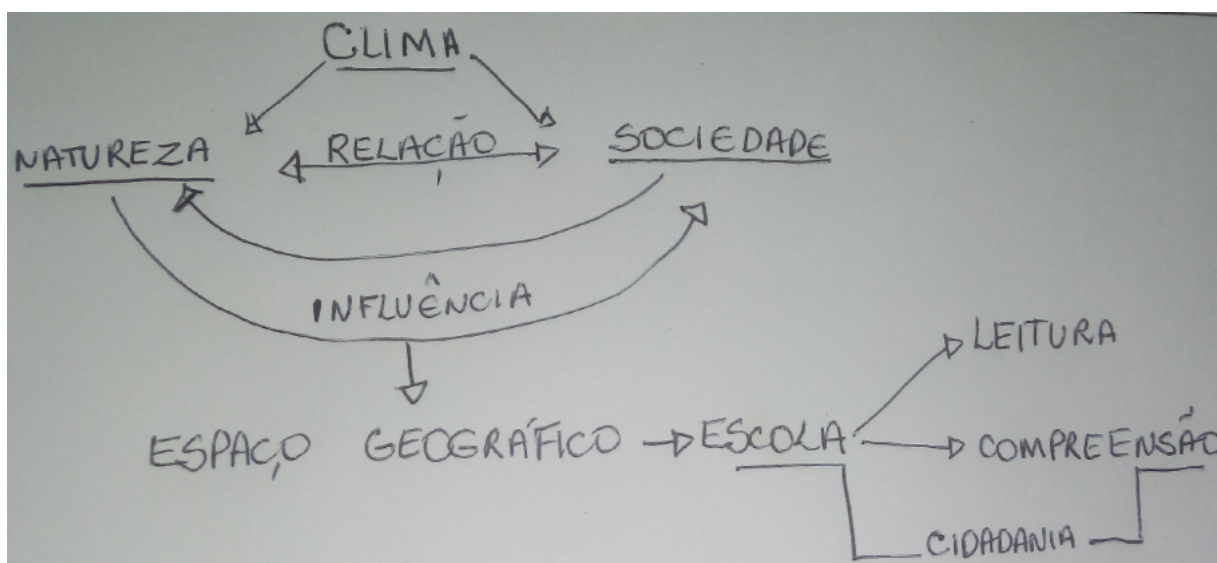 CLIMA
NATUREZA RELAÇÃO SOCIEDADE
INFLUÊNCIA
LEITURA
ESPAÇO GEOGRÁFICO ESCOLA COMPREENSÃO
CIDADANIA